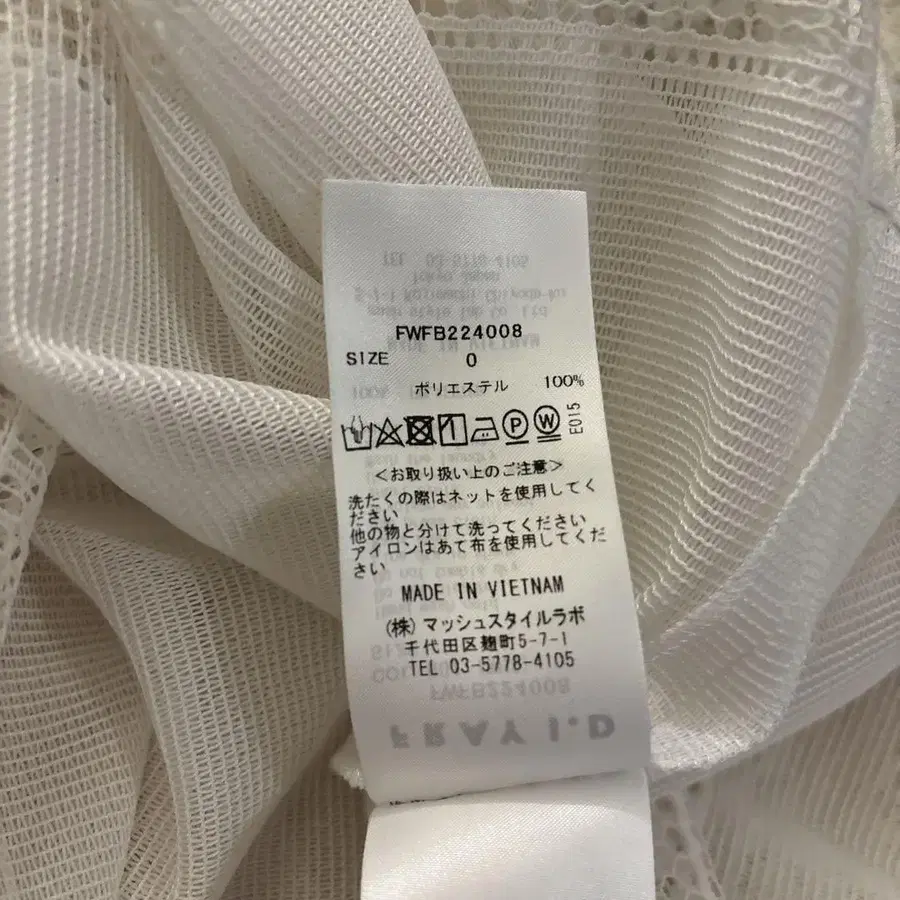 FWFB224008
SIZE 0
ポリエステル 100%
P W E015
<お取り扱い上のご注意>
洗たくの際はネットを使用してく
ださい
他の物と分けて洗ってください
アイロンはあて布を使用してくだ
さい
MADE IN VIETNAM
(株) マッシュスタイルラボ
千代田区麹町5-7-1
TEL 03-5778-4105
FWFB224008
FRAY I.D